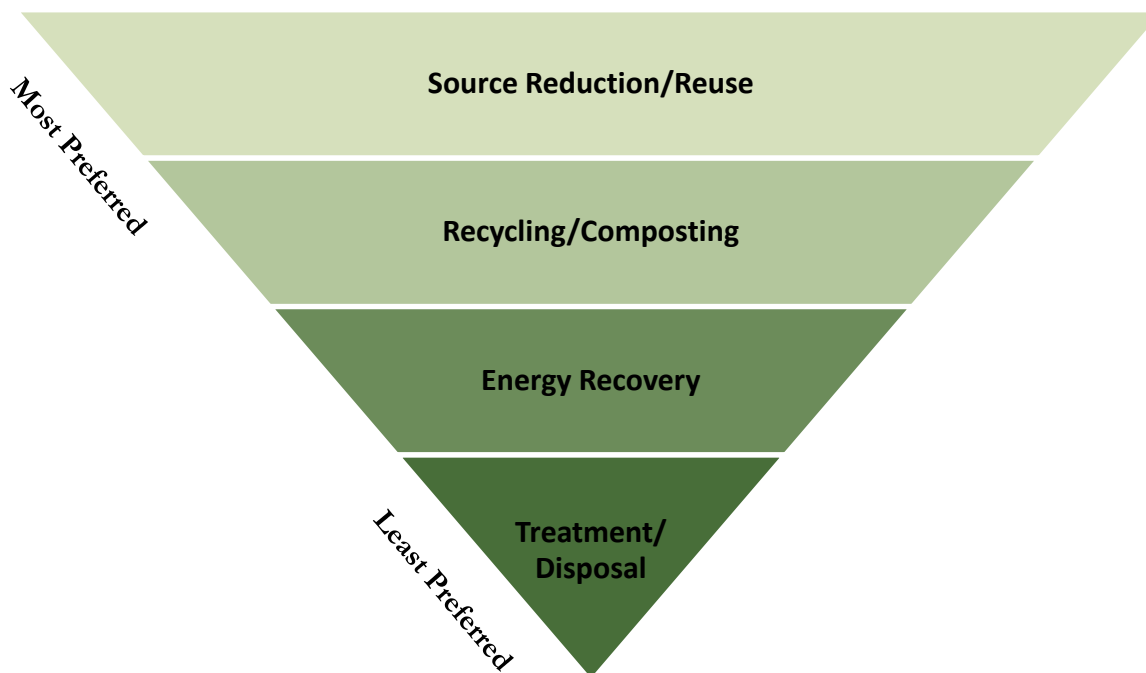 Source Reduction/Reuse
Most Preferred
Recycling/Composting
Energy Recovery
Treatment/
Disposal
Least Preferred